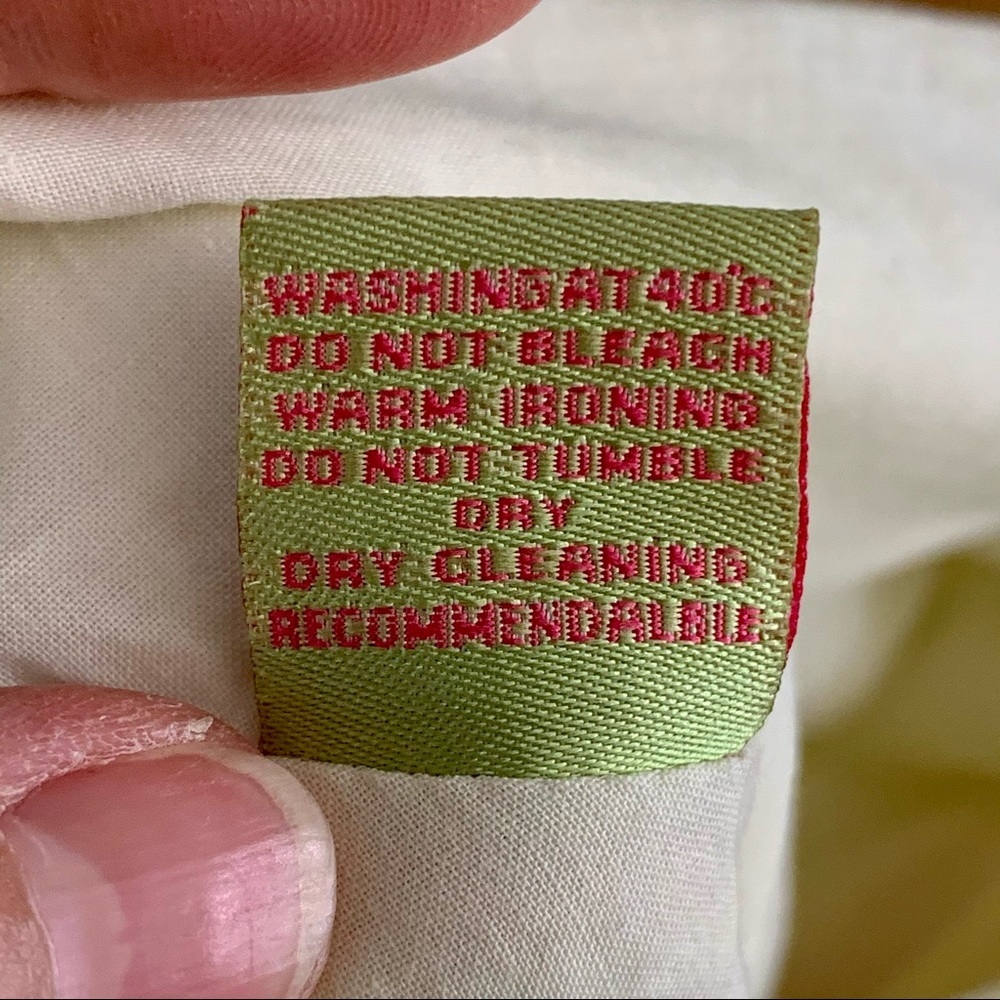 WASHING AT 40°C
DO NOT BLEACH
WARM IRONING
DO NOT TUMBLE
DRY
DRY CLEANING
RECOMMENDALBLE